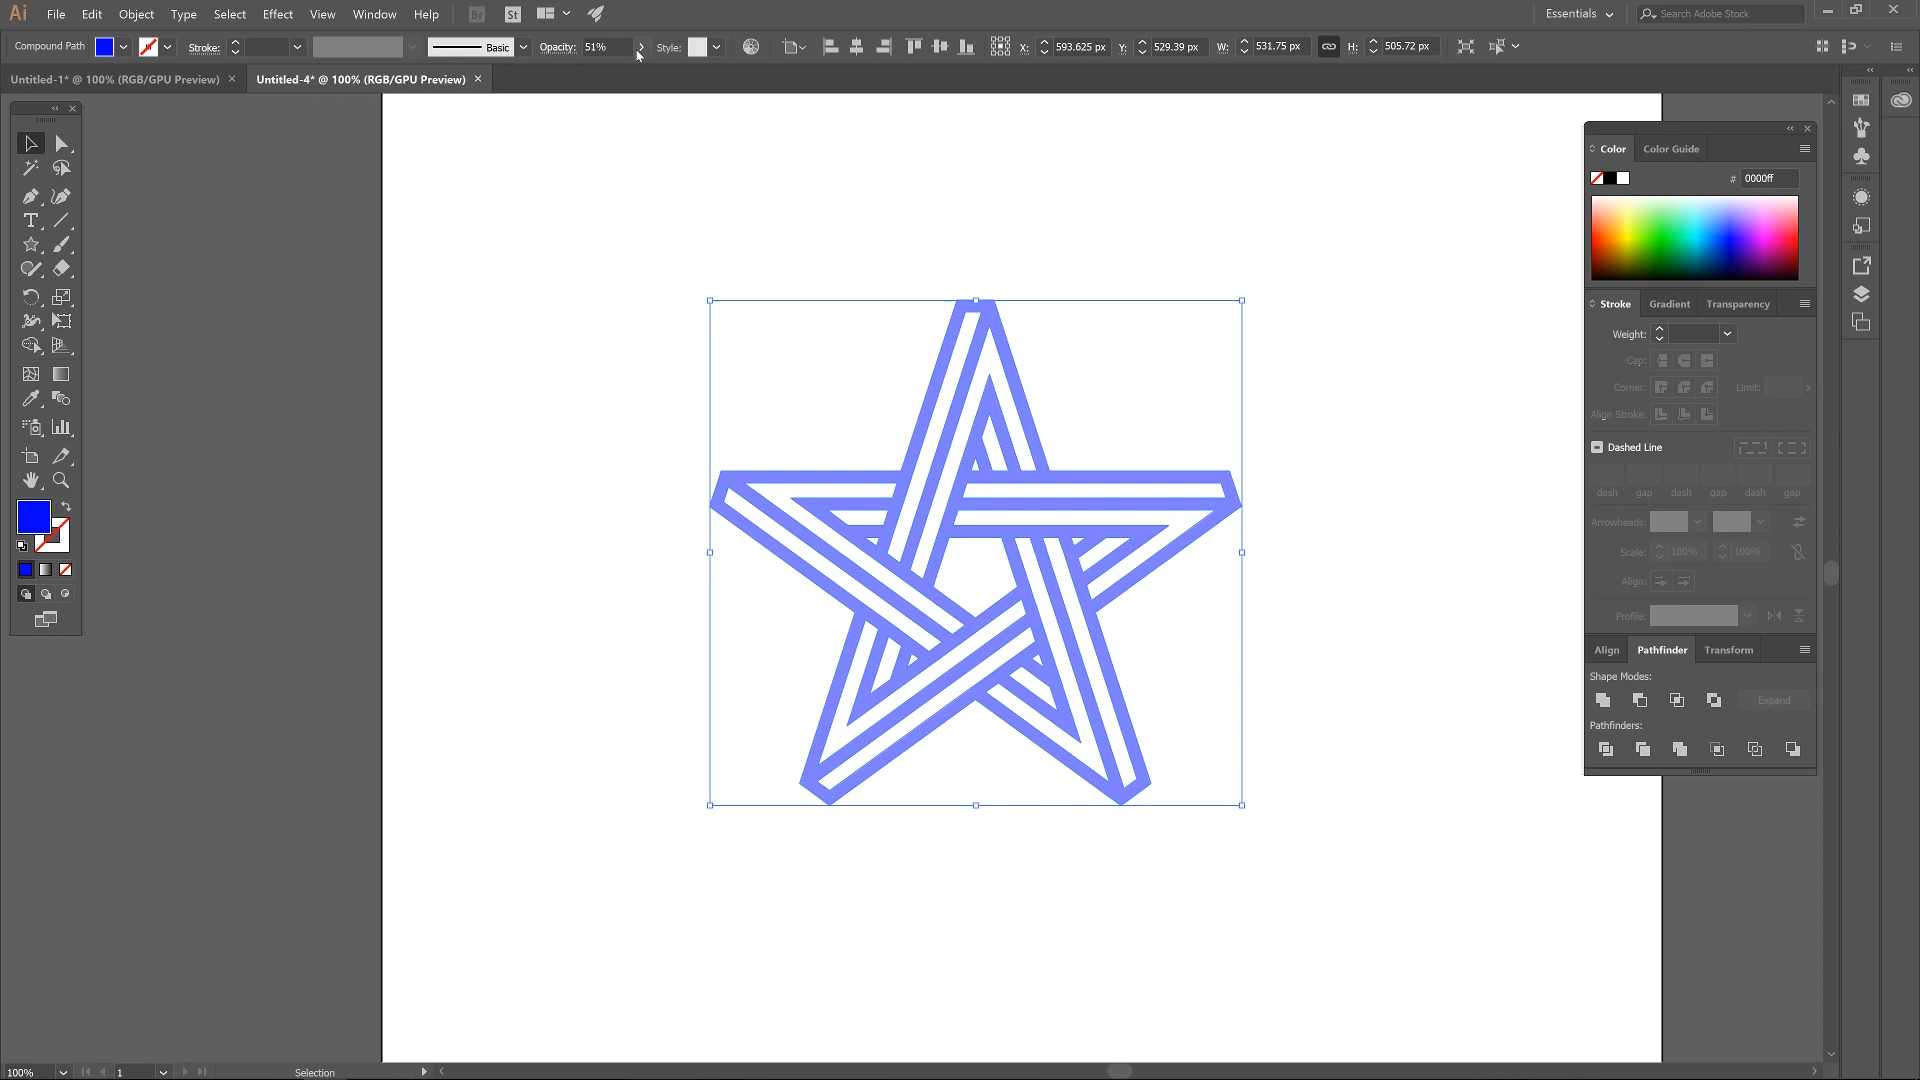 Ai File Edit Object Type Select Effect View Window Help Br St Essentials Search Adobe Stock
Compound Path Stroke: Basic Opacity: 51% Style: X: 593.625 px Y: 529.39 px W: 531.75 px H: 505.72 px
Untitled-1* @ 100% (RGB/GPU Preview) × Untitled-4* @ 100% (RGB/GPU Preview) ×
Color Color Guide
# 0000ff
Stroke Gradient Transparency
Weight:
Cap:
Corner: Limit: x
Align Stroke:
Dashed Line
dash gap dash gap dash gap
Arrowheads:
Scale: 100% 100%
Align:
Profile:
Align Pathfinder Transform
Shape Modes:
Expand
Pathfinders:
100% 1 Selection